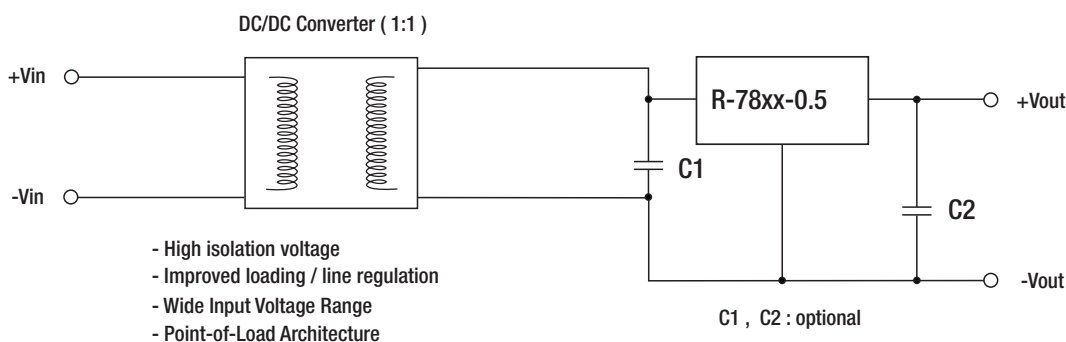 DC/DC Converter ( 1:1 )
+Vin
R-78xx-0.5
+Vout
C1
-Vin
C2
- High isolation voltage
- Improved loading / line regulation
- Wide Input Voltage Range
- Point-of-Load Architecture
-Vout
C1 , C2 : optional